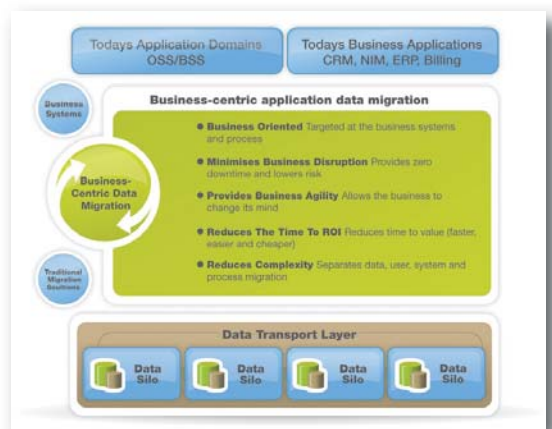 Todays Application Domains
OSS/BSS
Todays Business Applications
CRM, NIM, ERP, Billing
Business
Systems
Business-centric application data migration
Business-
Centric Data
Migration
• Business Oriented Targeted at the business systems
and process
• Minimises Business Disruption Provides zero
downtime and lowers risk
• Provides Business Agility Allows the business to
change its mind
• Reduces The Time To ROI Reduces time to value (faster,
easier and cheaper)
• Reduces Complexity Separates data, user, system and
process migration
Traditional
Migration
Solutions
Data Transport Layer
Data
Silo
Data
Silo
Data
Silo
Data
Silo